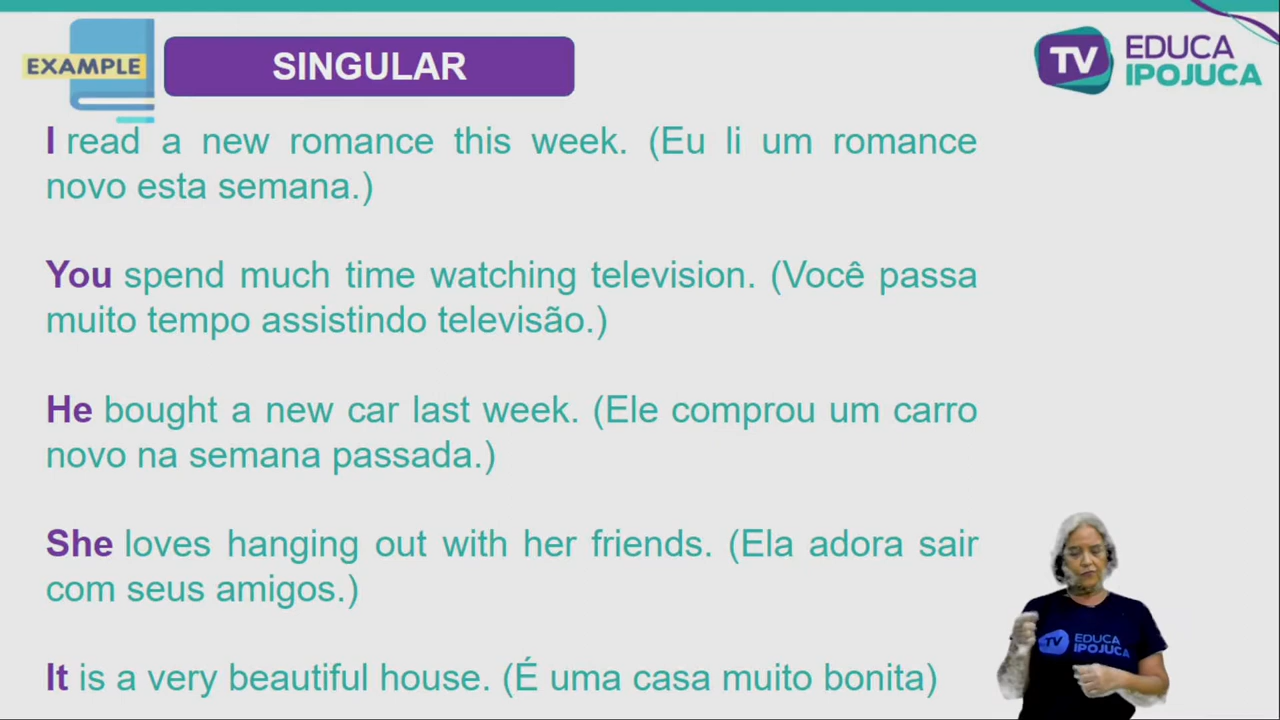 EXAMPLE
SINGULAR
TV EDUCA
IPOJUCA
I read a new romance this week. (Eu li um romance
novo esta semana.)
You spend much time watching television. (Você passa
muito tempo assistindo televisão.)
He bought a new car last week. (Ele comprou um carro
novo na semana passada.)
She loves hanging out with her friends. (Ela adora sair
com seus amigos.)
It is a very beautiful house. (É uma casa muito bonita)
TV EDUCA
IPOJUCA